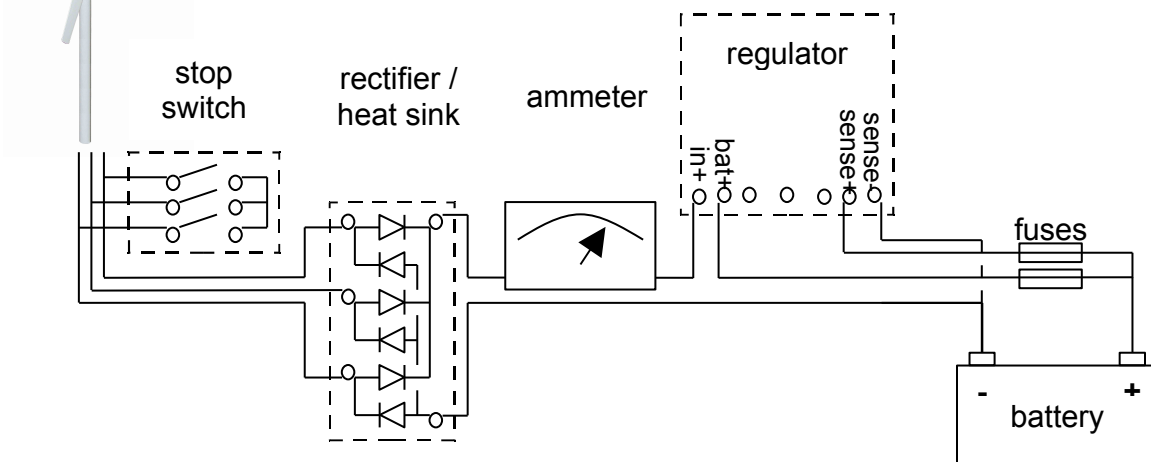 stop
switch
rectifier /
heat sink
ammeter
regulator
in+
bat+
sense+
sense-
fuses
-
+
battery